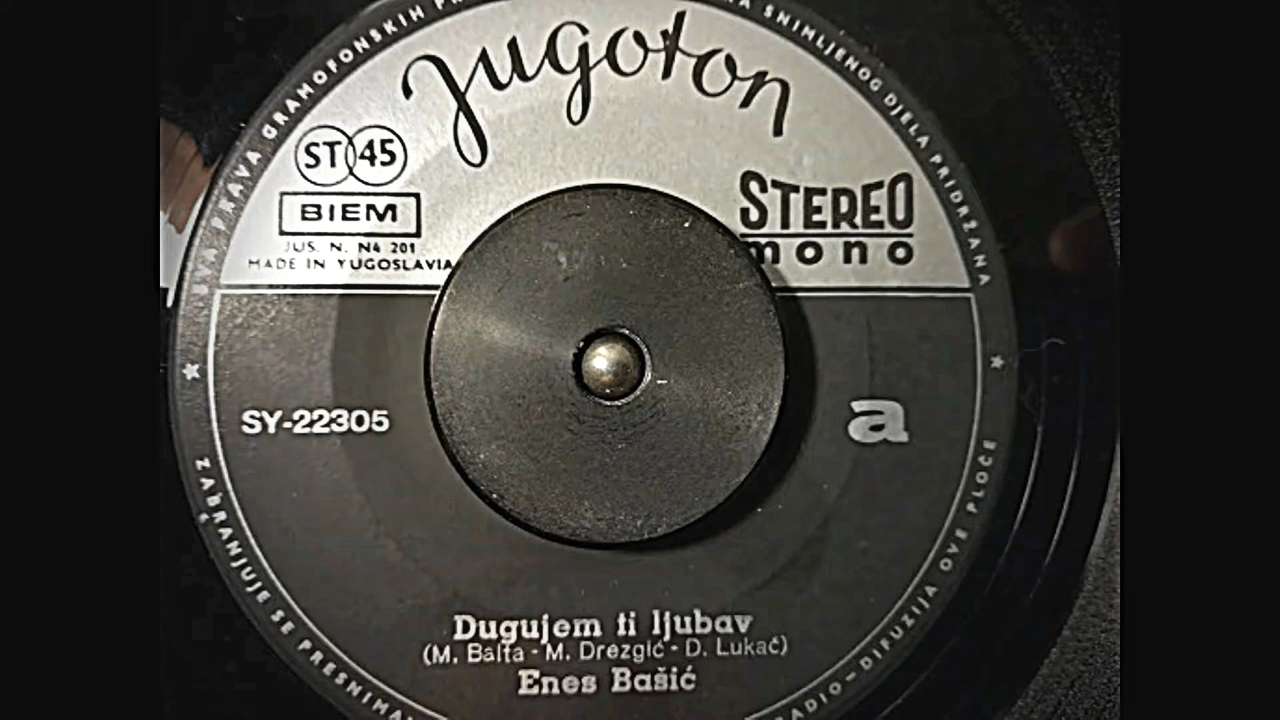 SVA PRAVA GRAMOFONSKIH
SNIMLJENOG DJELA PRIDRŽANA
Jugoton
ST 45
BIEM
JUS. N. N4 201
MADE IN YUGOSLAVIA
STEREO
mono
SY-22305
a
Dugujem ti ljubav
(M. Balta - M. Drezgić - D. Lukač)
Enes Bašić
ZABRANJUJE SE
RADIO-DIFUZIJA OVE PLOČE